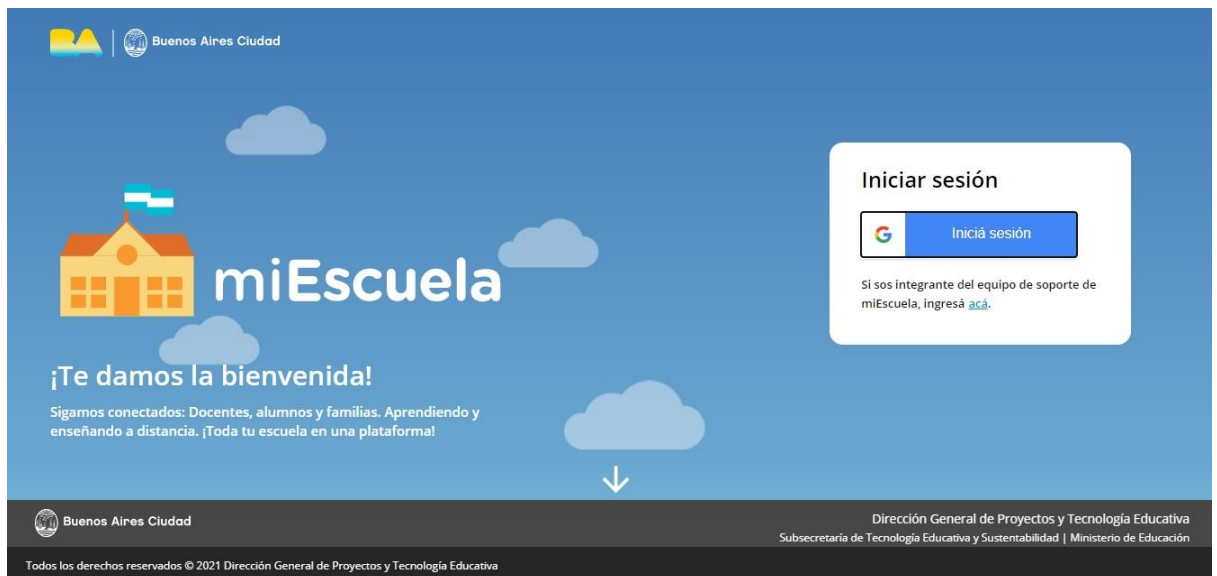 BA
Buenos Aires Ciudad
miEscuela
¡Te damos la bienvenida!
Sigamos conectados: Docentes, alumnos y familias. Aprendiendo y
enseñando a distancia. ¡Toda tu escuela en una plataforma!
Iniciar sesión
G
Iniciá sesión
Si sos integrante del equipo de soporte de
miEscuela, ingresá acá.
Buenos Aires Ciudad
Dirección General de Proyectos y Tecnología Educativa
Subsecretaría de Tecnología Educativa y Sustentabilidad | Ministerio de Educación
Todos los derechos reservados © 2021 Dirección General de Proyectos y Tecnología Educativa